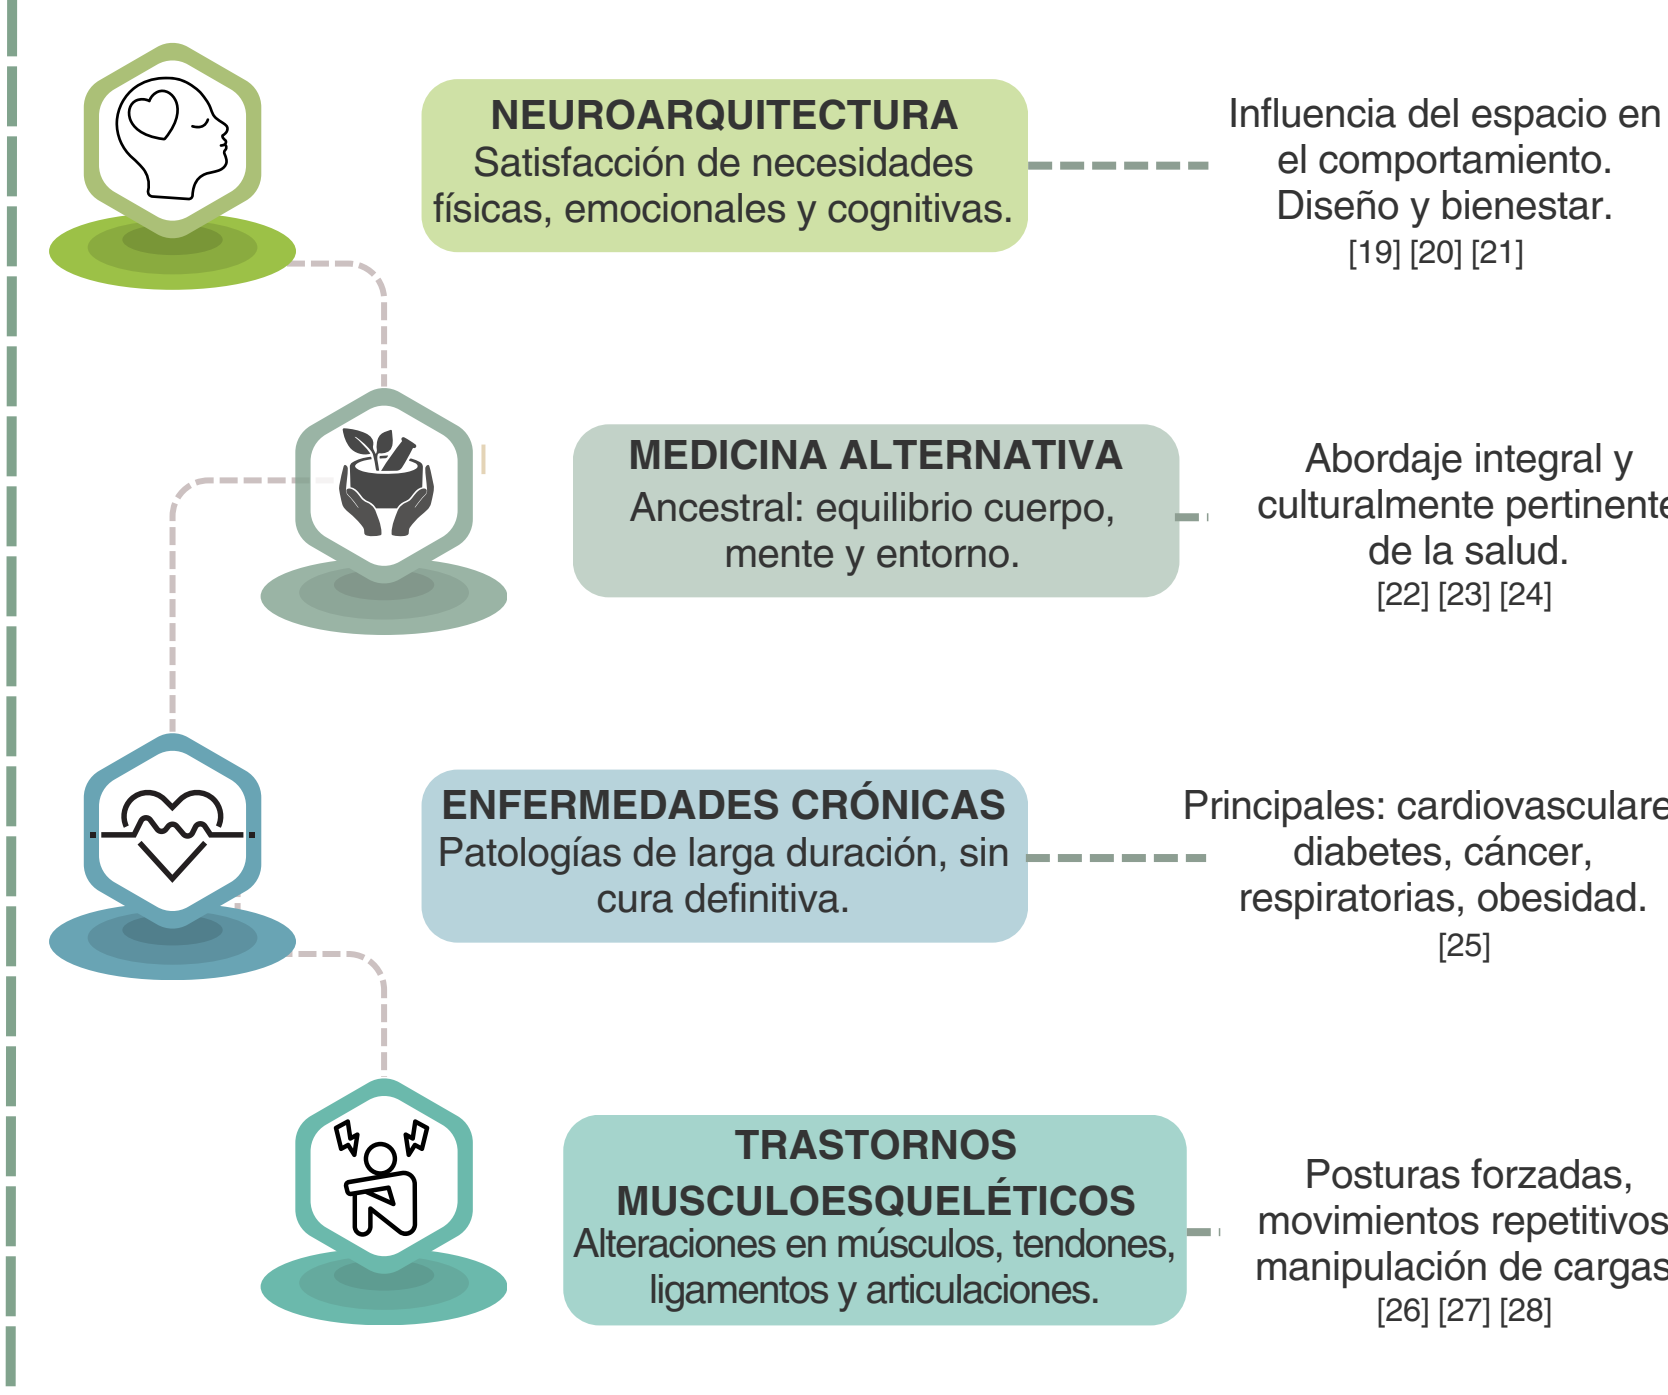 NEUROARQUITECTURA
Satisfacción de necesidades
físicas, emocionales y cognitivas.
Influencia del espacio en
el comportamiento.
Diseño y bienestar.
[19] [20] [21]
MEDICINA ALTERNATIVA
Ancestral: equilibrio cuerpo,
mente y entorno.
Abordaje integral y
culturalmente pertinente
de la salud.
[22] [23] [24]
ENFERMEDADES CRÓNICAS
Patologías de larga duración, sin
cura definitiva.
Principales: cardiovasculare
diabetes, cáncer,
respiratorias, obesidad.
[25]
TRASTORNOS
MUSCULOESQUELÉTICOS
Alteraciones en músculos, tendones,
ligamentos y articulaciones.
Posturas forzadas,
movimientos repetitivos
manipulación de cargas
[26] [27] [28]